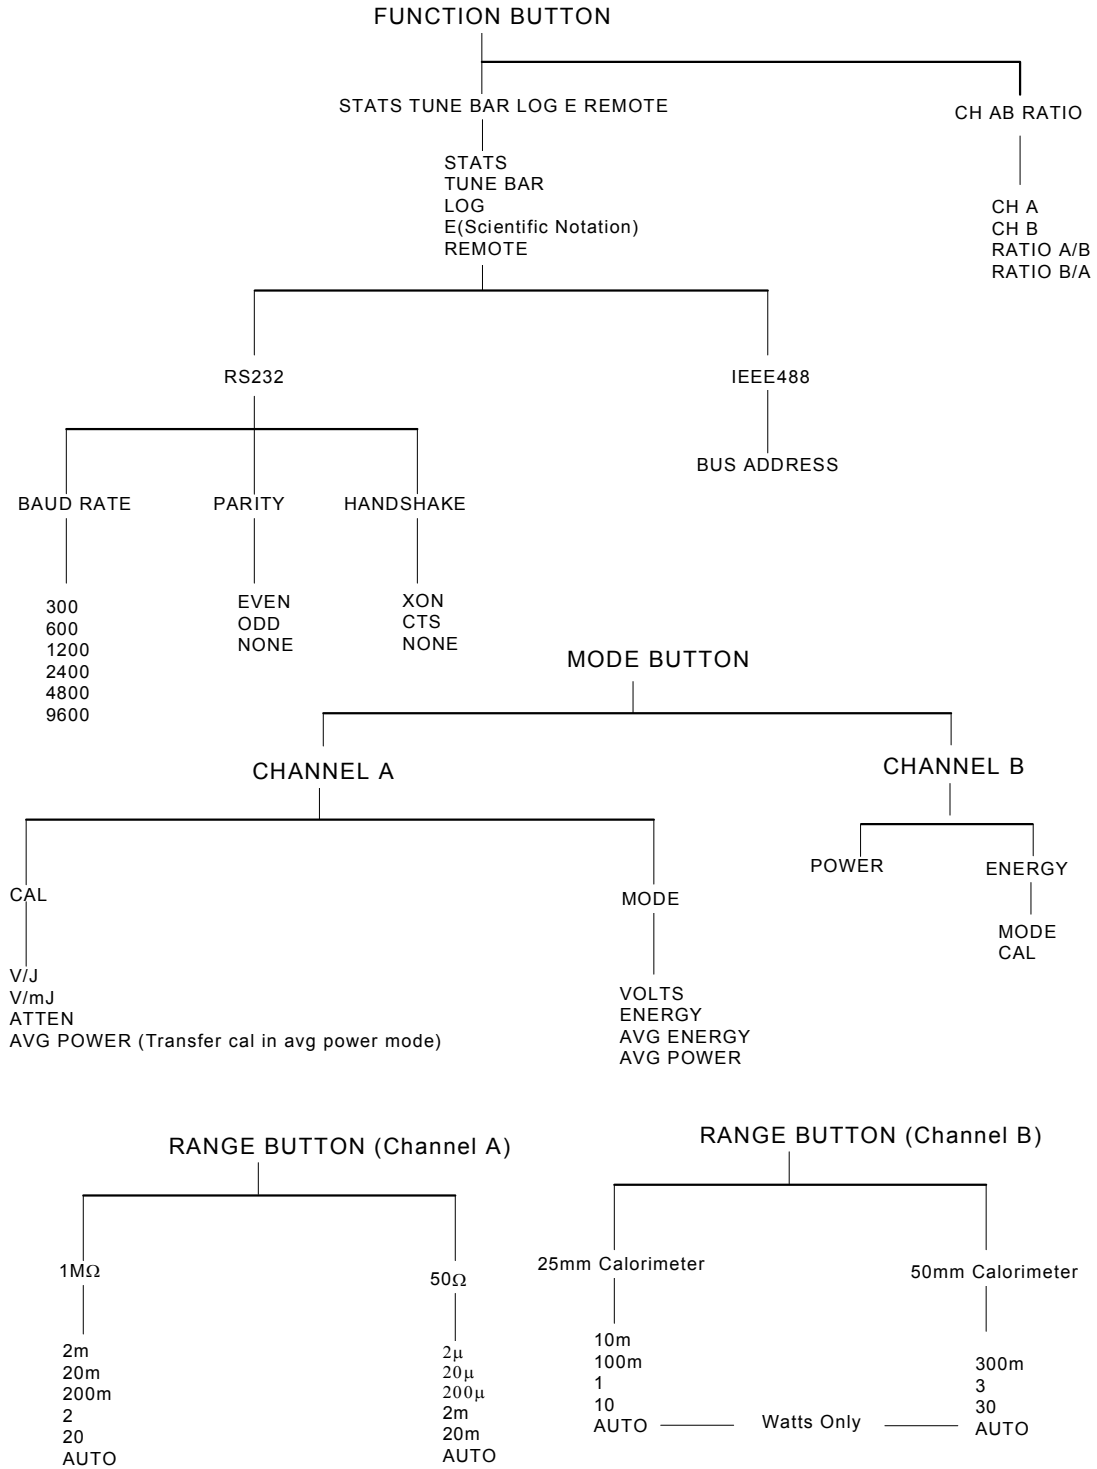 FUNCTION BUTTON
STATS TUNE BAR LOG E REMOTE
CH AB RATIO
STATS
TUNE BAR
LOG
E(Scientific Notation)
REMOTE
CH A
CH B
RATIO A/B
RATIO B/A
RS232
IEEE488
BUS ADDRESS
BAUD RATE
PARITY
HANDSHAKE
300
600
1200
2400
4800
9600
EVEN
ODD
NONE
XON
CTS
NONE
MODE BUTTON
CHANNEL A
CHANNEL B
CAL
MODE
POWER
ENERGY
MODE
CAL
V/J
V/mJ
ATTEN
AVG POWER (Transfer cal in avg power mode)
VOLTS
ENERGY
AVG ENERGY
AVG POWER
RANGE BUTTON (Channel A)
1MΩ
50Ω
2m
20m
200m
2
20
AUTO
2μ
20μ
200μ
2m
20m
AUTO
RANGE BUTTON (Channel B)
25mm Calorimeter
50mm Calorimeter
10m
100m
1
10
AUTO
Watts Only
300m
3
30
AUTO